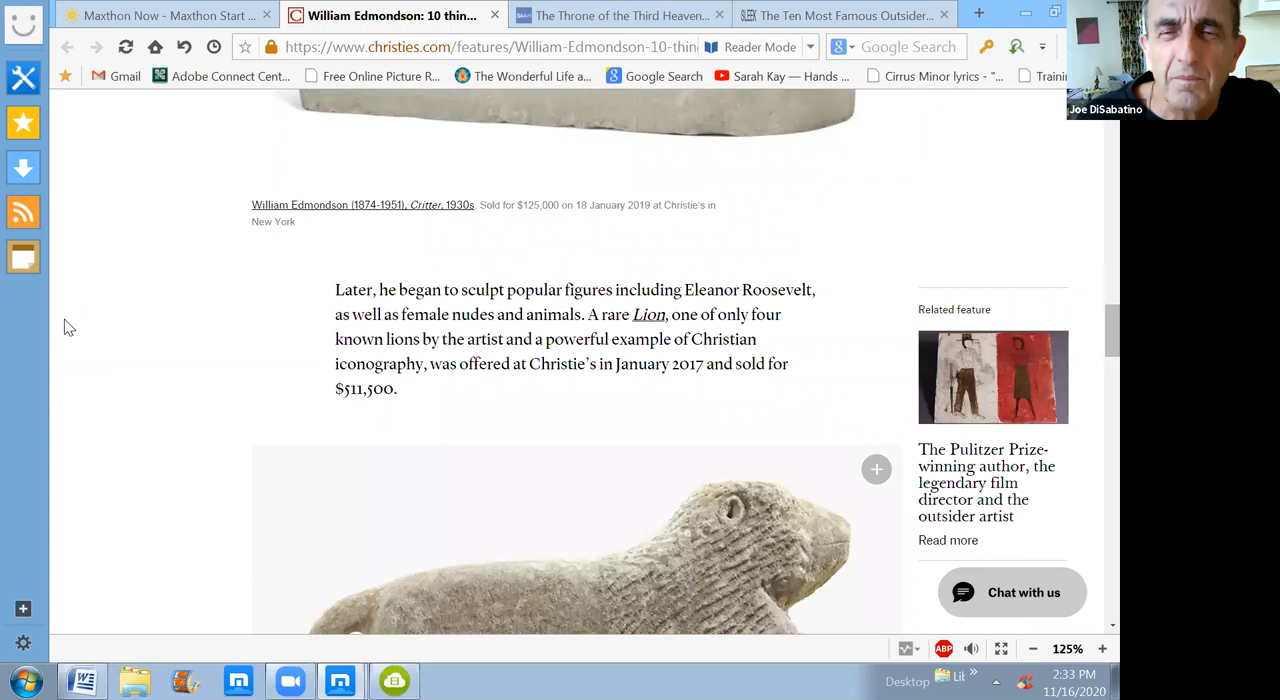 Maxthon Now - Maxthon Start ...
William Edmondson: 10 thin...
The Throne of the Third Heaven...
The Ten Most Famous Outsider...
https://www.christies.com/features/William-Edmondson-10-thin
Reader Mode
Google Search
Gmail
Adobe Connect Cent...
Free Online Picture R...
The Wonderful Life a...
Google Search
Sarah Kay — Hands ...
Cirrus Minor lyrics - "...
Traini
Joe DiSabatino
William Edmondson (1874-1951), Critter, 1930s. Sold for $125,000 on 18 January 2019 at Christie's in
New York
Later, he began to sculpt popular figures including Eleanor Roosevelt,
as well as female nudes and animals. A rare Lion, one of only four
known lions by the artist and a powerful example of Christian
iconography, was offered at Christie's in January 2017 and sold for
$511,500.
Related feature
The Pulitzer Prize-
winning author, the
legendary film
director and the
outsider artist
Read more
Chat with us
ABP
125%
Desktop
Lil
2:33 PM
11/16/2020